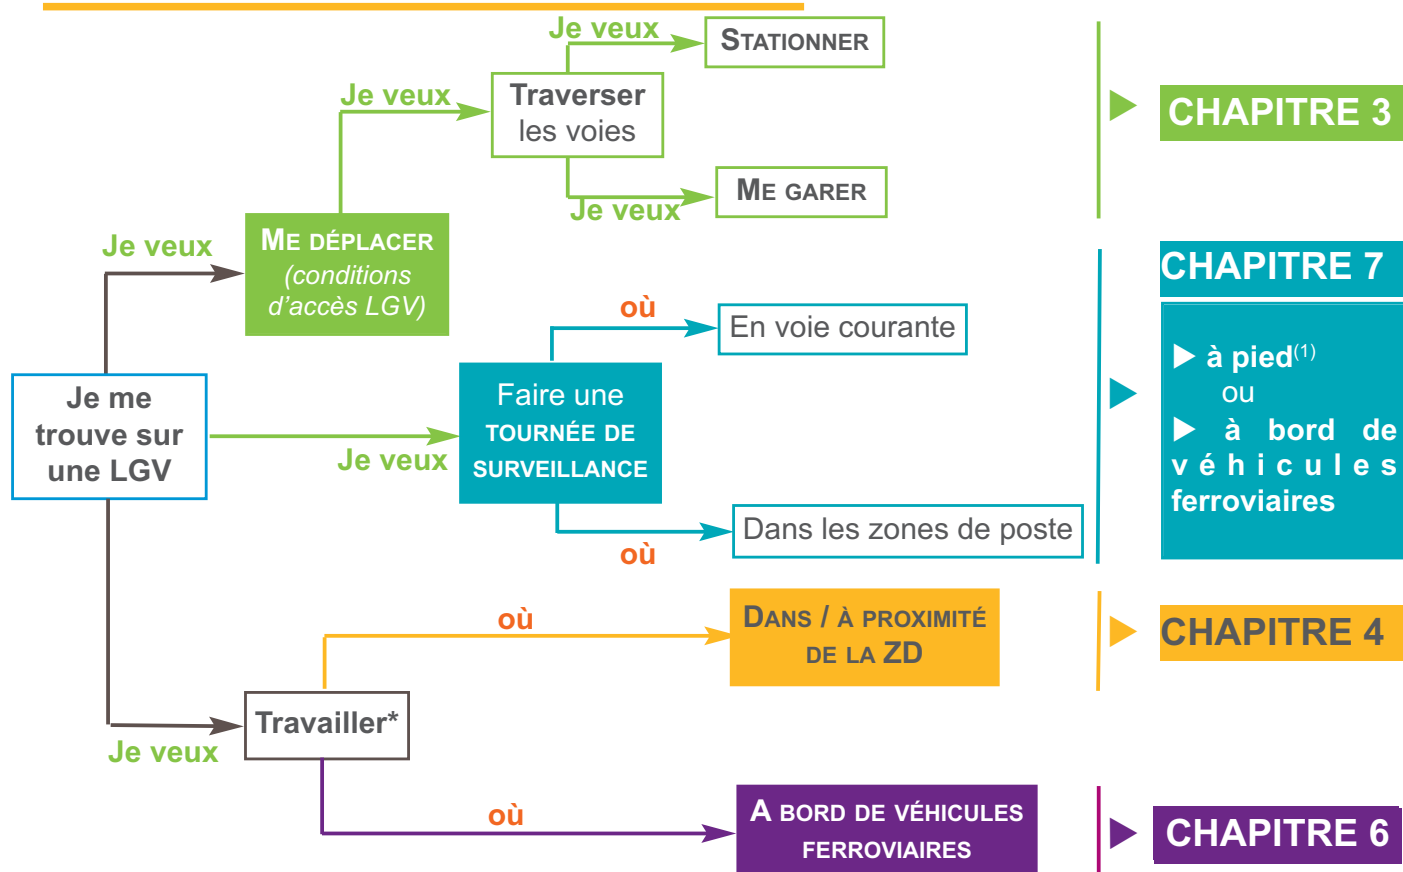 Je veux
STATIONNER
Je veux
Traverser
les voies
CHAPITRE 3
ME GARER
Je veux
Je veux
ME DÉPLACER
(conditions
d'accès LGV)
CHAPITRE 7
où
En voie courante
▶ à pied(1)
ou
▶ à bord de
véhicules
ferroviaires
Je me
trouve sur
une LGV
Je veux
Faire une
TOURNÉE DE
SURVEILLANCE
Dans les zones de poste
où
où
DANS / À PROXIMITÉ
DE LA ZD
CHAPITRE 4
Travailler*
Je veux
où
A BORD DE VÉHICULES
FERROVIAIRES
CHAPITRE 6